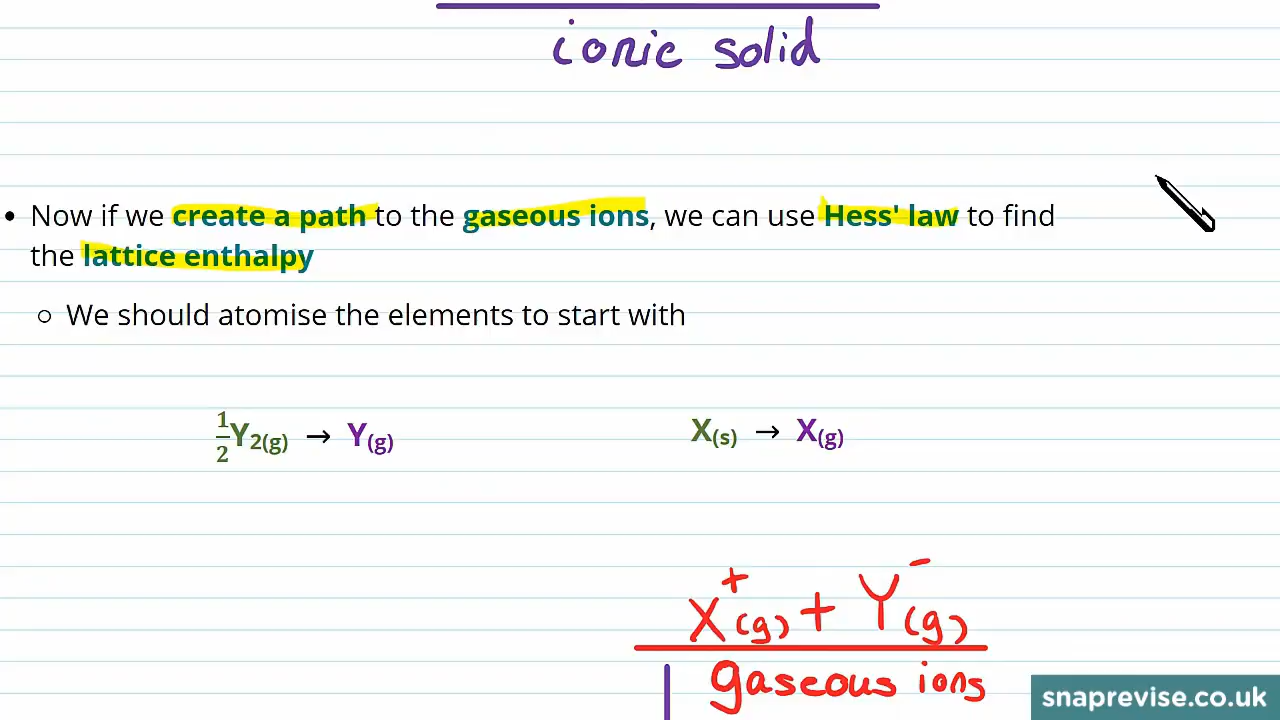 ionic solid
• Now if we create a path to the gaseous ions, we can use Hess' law to find
the lattice enthalpy
○ We should atomise the elements to start with
½Y₂(g) → Y(g) X(s) → X(g)
X⁺(g) + Y⁻(g)
gaseous ions
snaprevise.co.uk